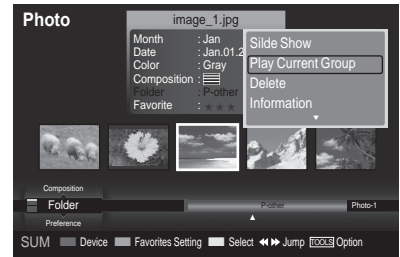 Photo
image_1.jpg
Month : Jan
Date : Jan.01.2
Color : Gray
Composition :
Folder : P-other
Favorite : ★ ★ ★
Silde Show
Play Current Group
Delete
Information
Composition
Folder
Preference
P-other
Photo-1
SUM Device Favorites Setting Select Jump TOOLS Option